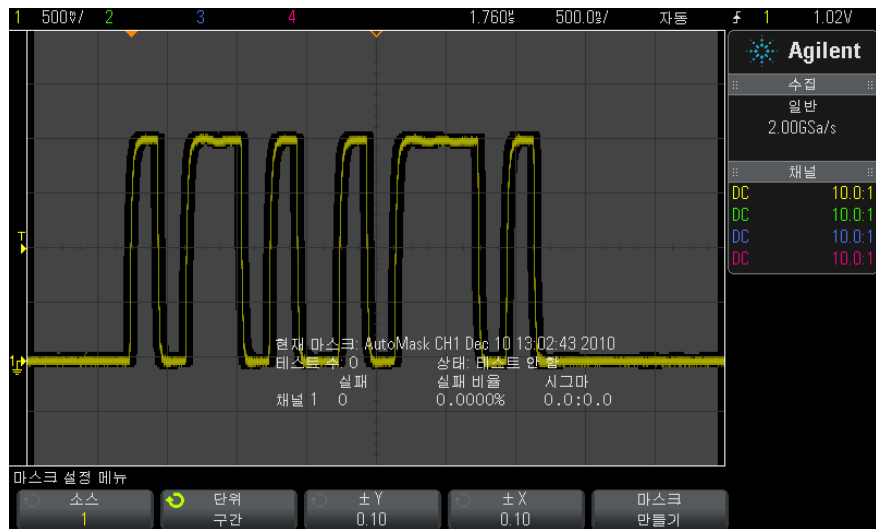 1 500%/ 2 3 4 1.760% 500.0%/ 자동 1 1.02V
Agilent
수집
일반
2.00GSa/s
채널
DC 10.0:1
DC 10.0:1
DC 10.0:1
DC 10.0:1
T
1
현재 마스크: AutoMask CH1 Dec 10 13:02:43 2010
테스트 수: 0 상태: 테스트 안 함
실패 실패 비율 시그마
채널 1 0 0.0000% 0.0:0.0
마스크 설정 메뉴
소스 단위 ± Y ± X 마스크
1 구간 0.10 0.10 만들기